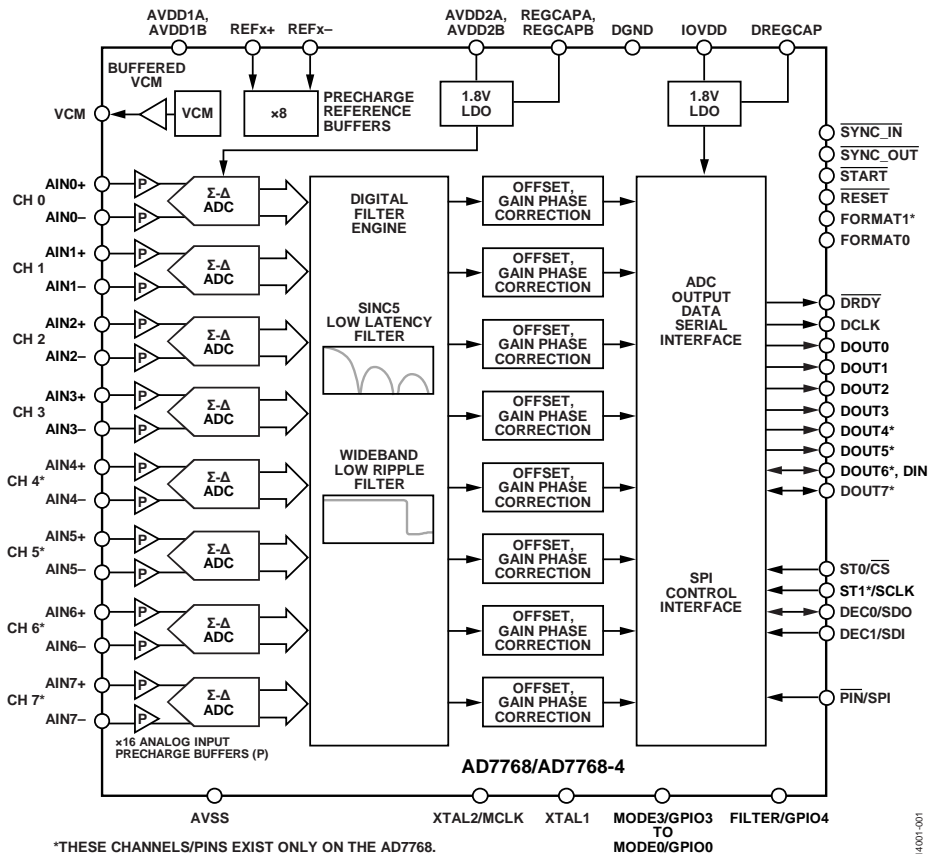 AVDD1A,
AVDD1B
REFx+
REFx–
AVDD2A,
AVDD2B
REGCAPA,
REGCAPB
DGND
IOVDD
DREGCAP
BUFFERED
VCM
VCM
VCM
×8
PRECHARGE
REFERENCE
BUFFERS
1.8V
LDO
1.8V
LDO
SYNC_IN
SYNC_OUT
START
RESET
FORMAT1*
FORMAT0
CH 0
AIN0+
AIN0–
P
P
Σ-Δ
ADC
CH 1
AIN1+
AIN1–
P
P
Σ-Δ
ADC
CH 2
AIN2+
AIN2–
P
P
Σ-Δ
ADC
CH 3
AIN3+
AIN3–
P
P
Σ-Δ
ADC
CH 4*
AIN4+
AIN4–
P
P
Σ-Δ
ADC
CH 5*
AIN5+
AIN5–
P
P
Σ-Δ
ADC
CH 6*
AIN6+
AIN6–
P
P
Σ-Δ
ADC
CH 7*
AIN7+
AIN7–
P
P
Σ-Δ
ADC
×16 ANALOG INPUT
PRECHARGE BUFFERS (P)
DIGITAL
FILTER
ENGINE
SINC5
LOW LATENCY
FILTER
WIDEBAND
LOW RIPPLE
FILTER
OFFSET,
GAIN PHASE
CORRECTION
OFFSET,
GAIN PHASE
CORRECTION
OFFSET,
GAIN PHASE
CORRECTION
OFFSET,
GAIN PHASE
CORRECTION
OFFSET,
GAIN PHASE
CORRECTION
OFFSET,
GAIN PHASE
CORRECTION
OFFSET,
GAIN PHASE
CORRECTION
OFFSET,
GAIN PHASE
CORRECTION
ADC
OUTPUT
DATA
SERIAL
INTERFACE
SPI
CONTROL
INTERFACE
DRDY
DCLK
DOUT0
DOUT1
DOUT2
DOUT3
DOUT4*
DOUT5*
DOUT6*, DIN
DOUT7*
ST0/CS
ST1*/SCLK
DEC0/SDO
DEC1/SDI
PIN/SPI
AD7768/AD7768-4
AVSS
XTAL2/MCLK
XTAL1
MODE3/GPIO3
TO
MODE0/GPIO0
FILTER/GPIO4
*THESE CHANNELS/PINS EXIST ONLY ON THE AD7768.
14001-001